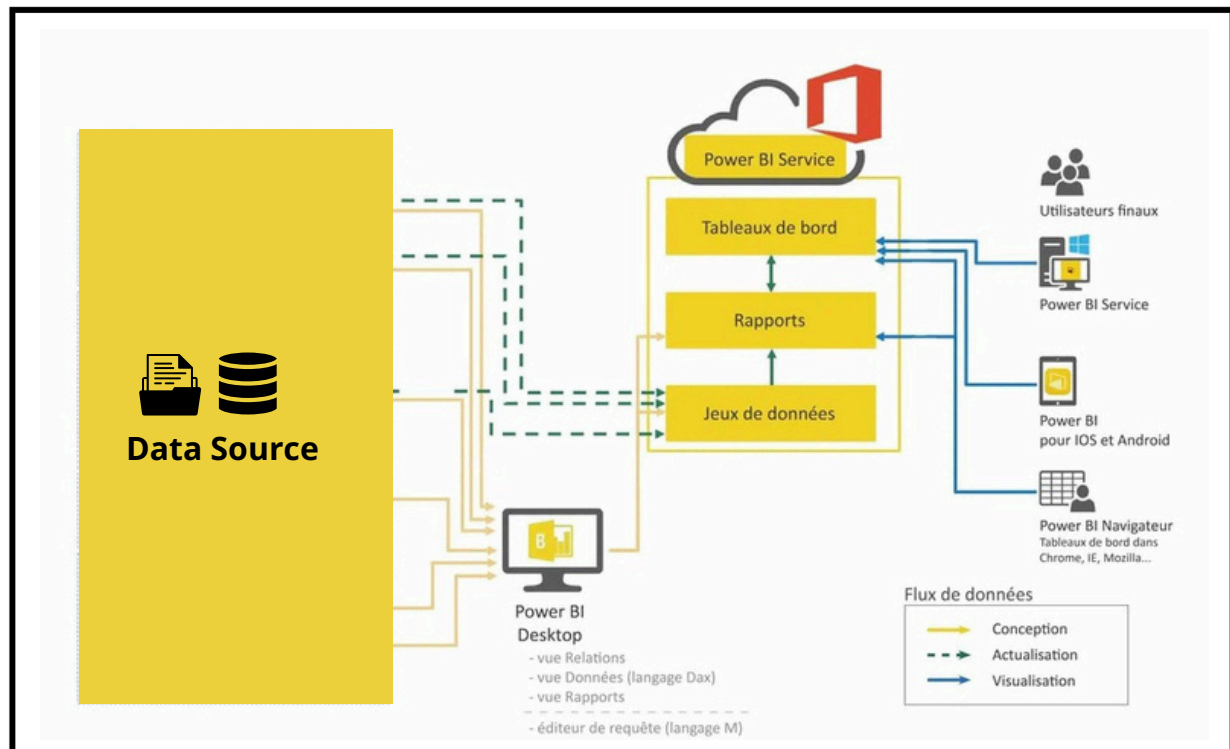 Power BI Service
Tableaux de bord
Rapports
Jeux de données
Data Source
Power BI
Desktop
- vue Relations
- vue Données (langage Dax)
- vue Rapports
- éditeur de requête (langage M)
Utilisateurs finaux
Power BI Service
Power BI
pour IOS et Android
Power BI Navigateur
Tableaux de bord dans
Chrome, IE, Mozilla...
Flux de données
Conception
Actualisation
Visualisation